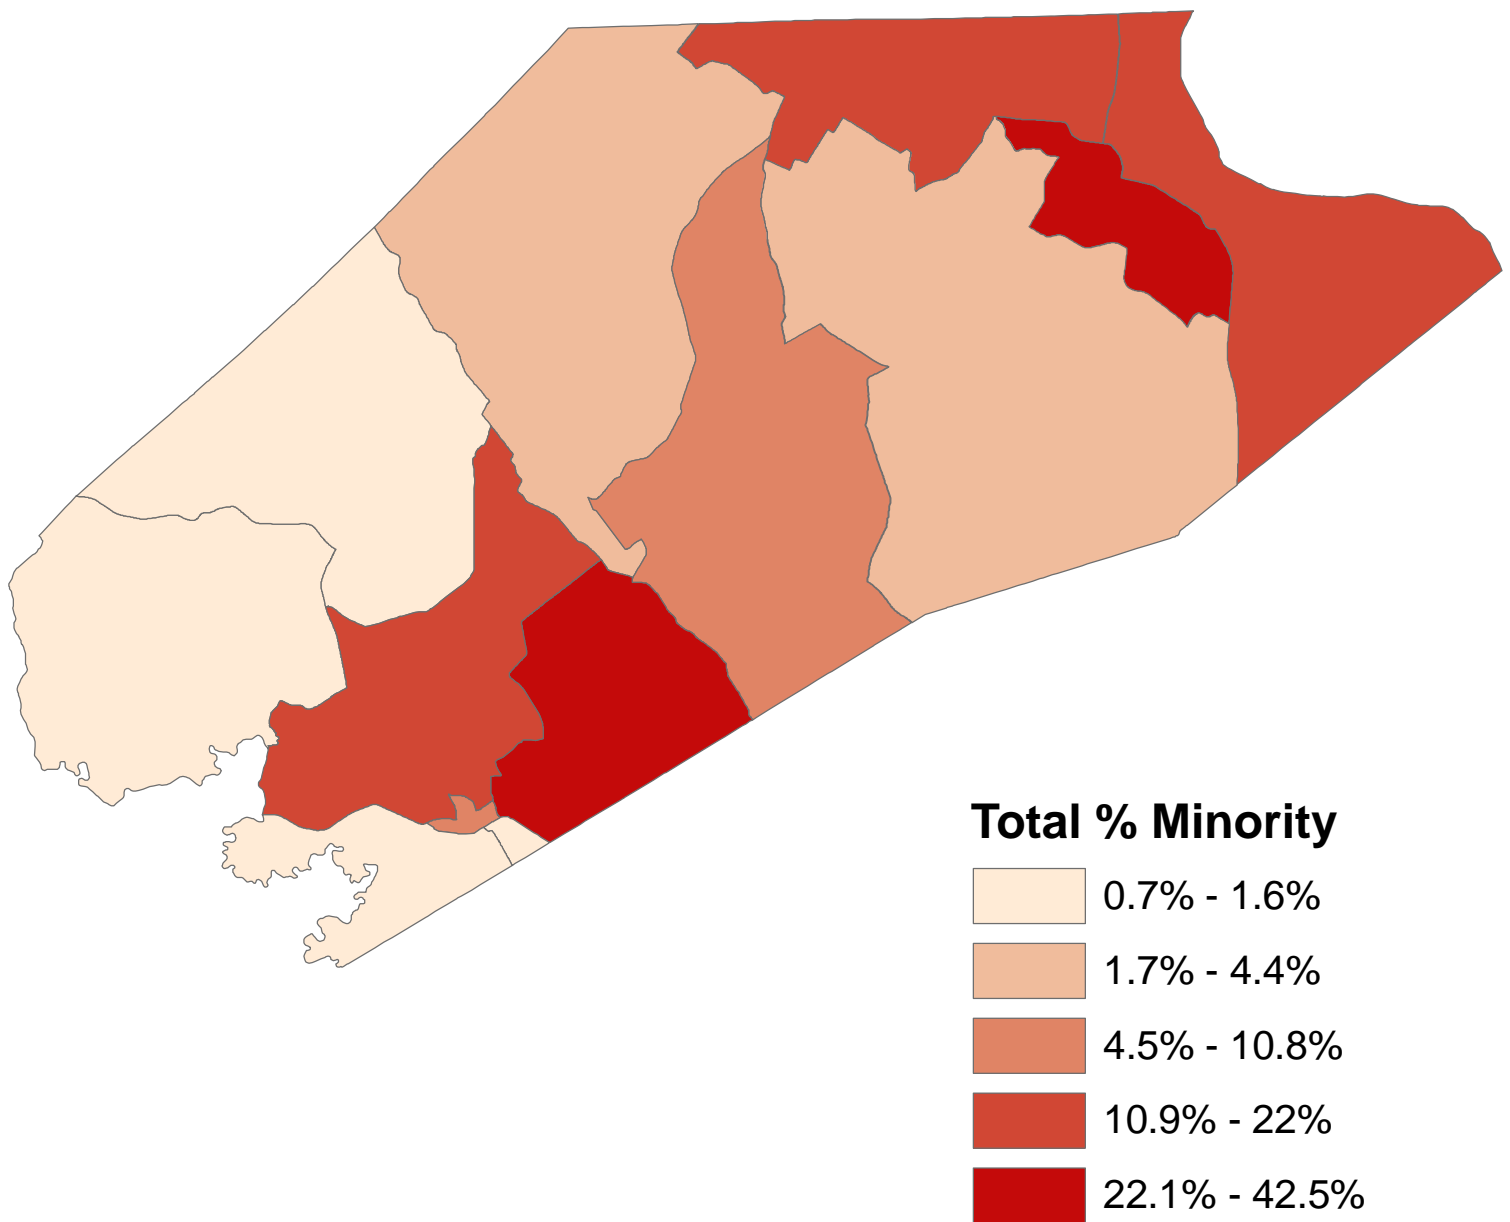 Total % Minority
0.7% - 1.6%
1.7% - 4.4%
4.5% - 10.8%
10.9% - 22%
22.1% - 42.5%